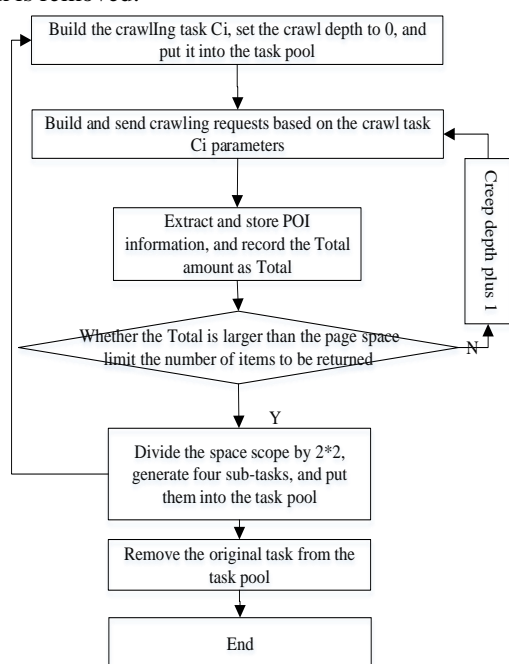 is removed.
Build the crawlIng task Ci, set the crawl depth to 0, and
put it into the task pool
Build and send crawling requests based on the crawl task
Ci parameters
Extract and store POI
information, and record the Total
amount as Total
Creep depth plus 1
Whether the Total is larger than the page space
limit the number of items to be returned
N
Y
Divide the space scope by 2*2,
generate four sub-tasks, and put
them into the task pool
Remove the original task from the
task pool
End